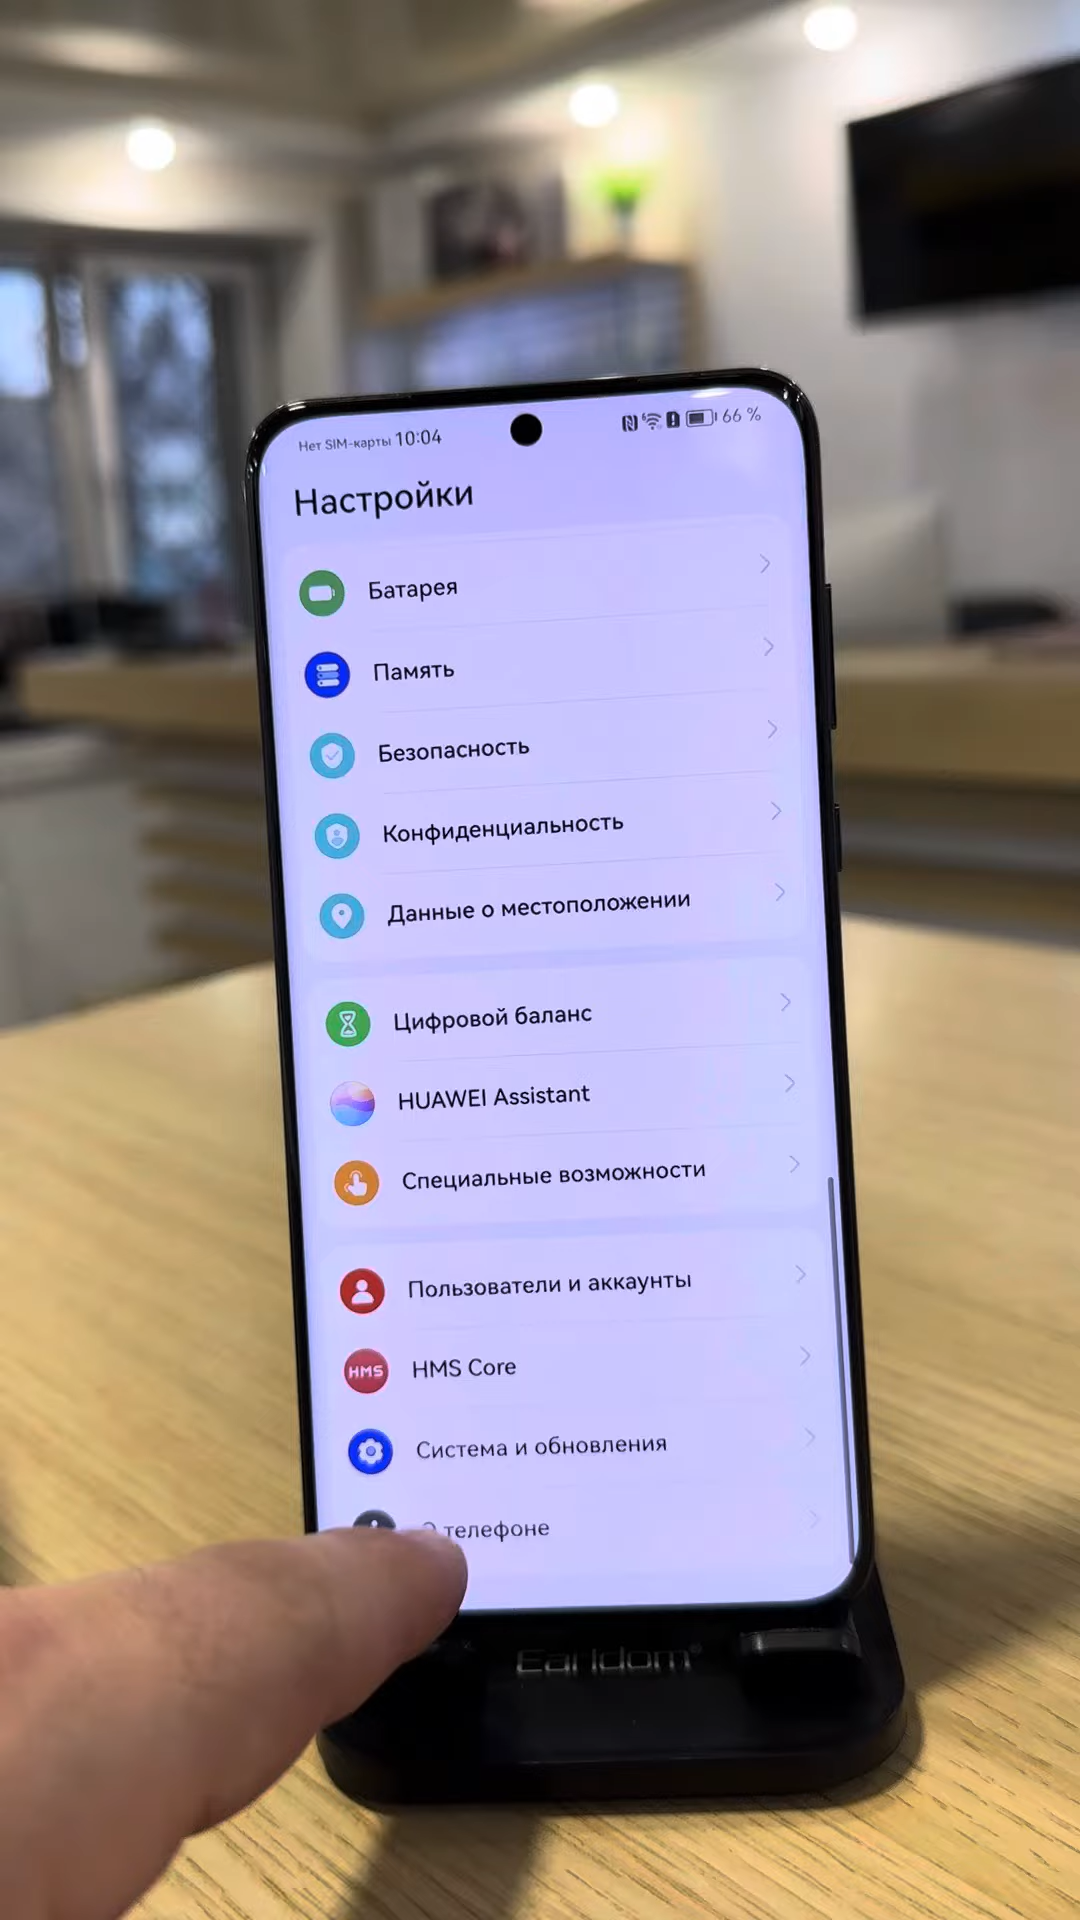 Нет SIM-карты 10:04 66 %
Настройки
Батарея
Память
Безопасность
Конфиденциальность
Данные о местоположении
Цифровой баланс
HUAWEI Assistant
Специальные возможности
Пользователи и аккаунты
HMS HMS Core
Система и обновления
телефоне
Earldom